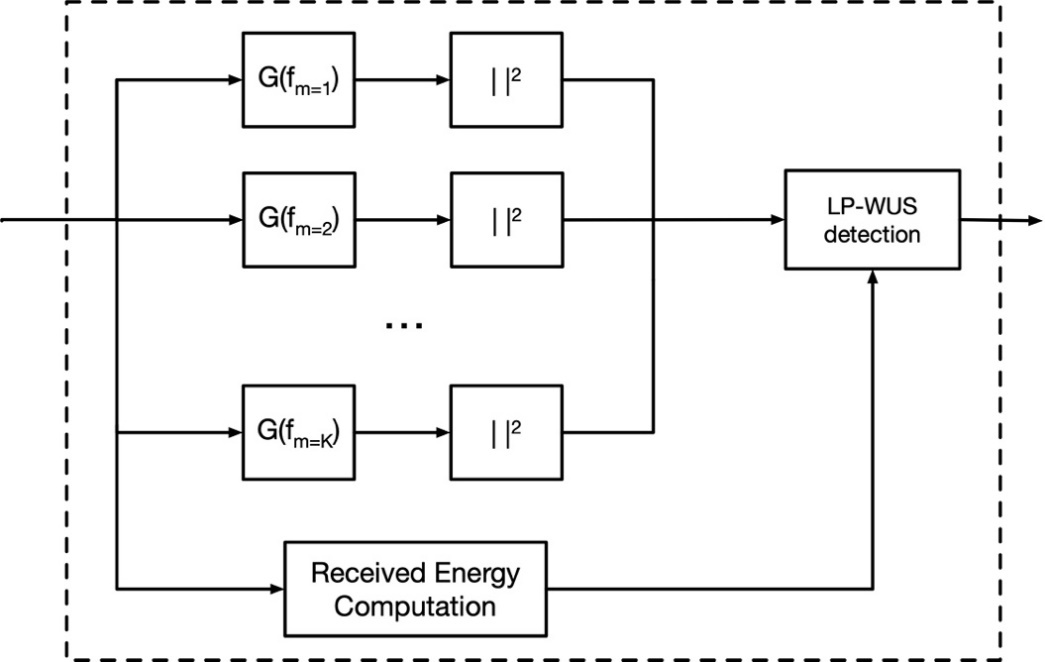 G(fₘ₌₁)
| |²
G(fₘ₌₂)
| |²
LP-WUS
detection
...
G(fₘ₌K)
| |²
Received Energy
Computation